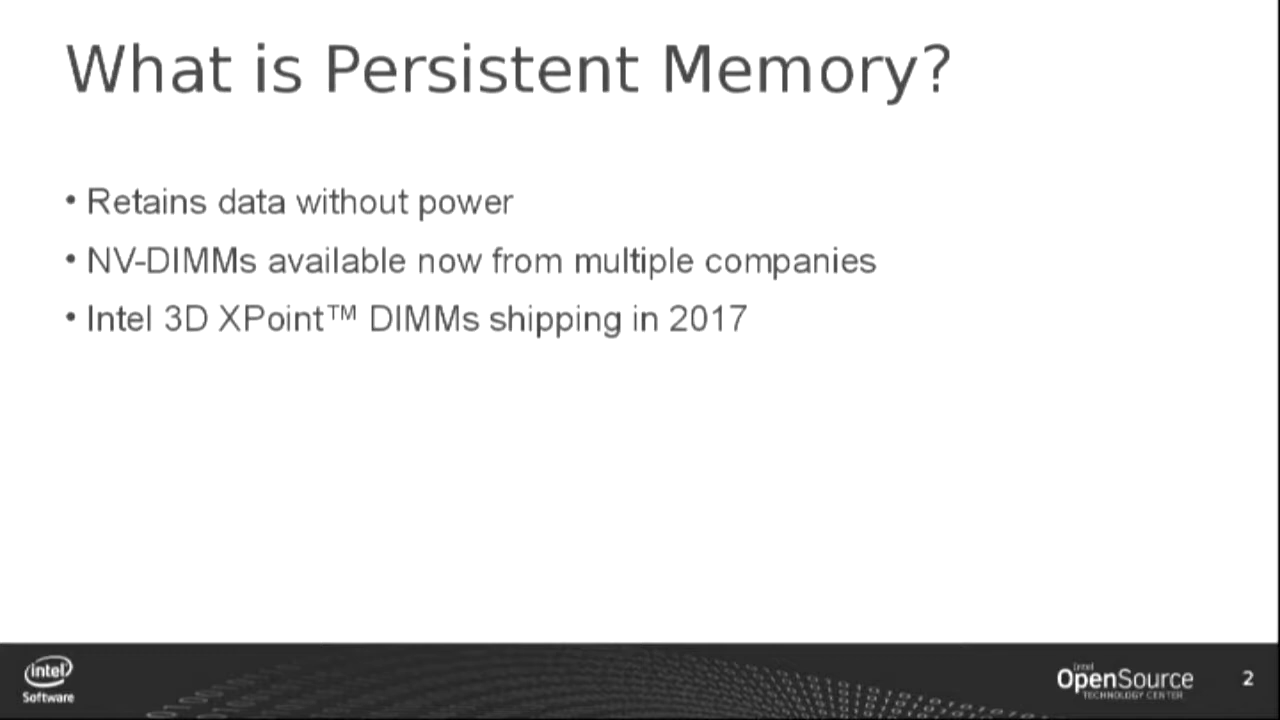 What is Persistent Memory?
• Retains data without power
• NV-DIMMs available now from multiple companies
• Intel 3D XPoint™ DIMMs shipping in 2017
intel
Software
intel
OpenSource
TECHNOLOGY CENTER
2